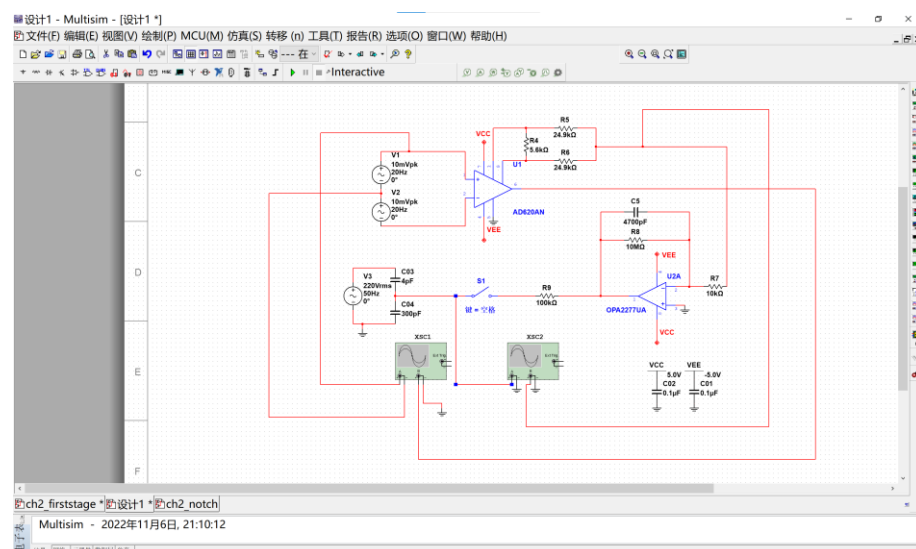 设计1 - Multisim - [设计1 *]
文件(F) 编辑(E) 视图(V) 绘制(P) MCU(M) 仿真(S) 转移 (n) 工具(T) 报告(R) 选项(O) 窗口(W) 帮助(H)
--- 在
Interactive
C
D
E
F
V1
10mVpk
20Hz
0°
V2
10mVpk
20Hz
0°
VCC
R4
5.6kΩ
R5
24.9kΩ
R6
24.9kΩ
U1
AD620AN
VEE
C5
4700pF
R8
10MΩ
VEE
U2A
R7
10kΩ
OPA2277UA
VCC
V3
220Vrms
50Hz
0°
C03
4pF
C04
300pF
S1
键 = 空格
R9
100kΩ
XSC1
XSC2
VCC
5.0V
C02
0.1µF
VEE
-5.0V
C01
0.1µF
ch2_firststage *
设计1 *
ch2_notch
Multisim - 2022年11月6日, 21:10:12